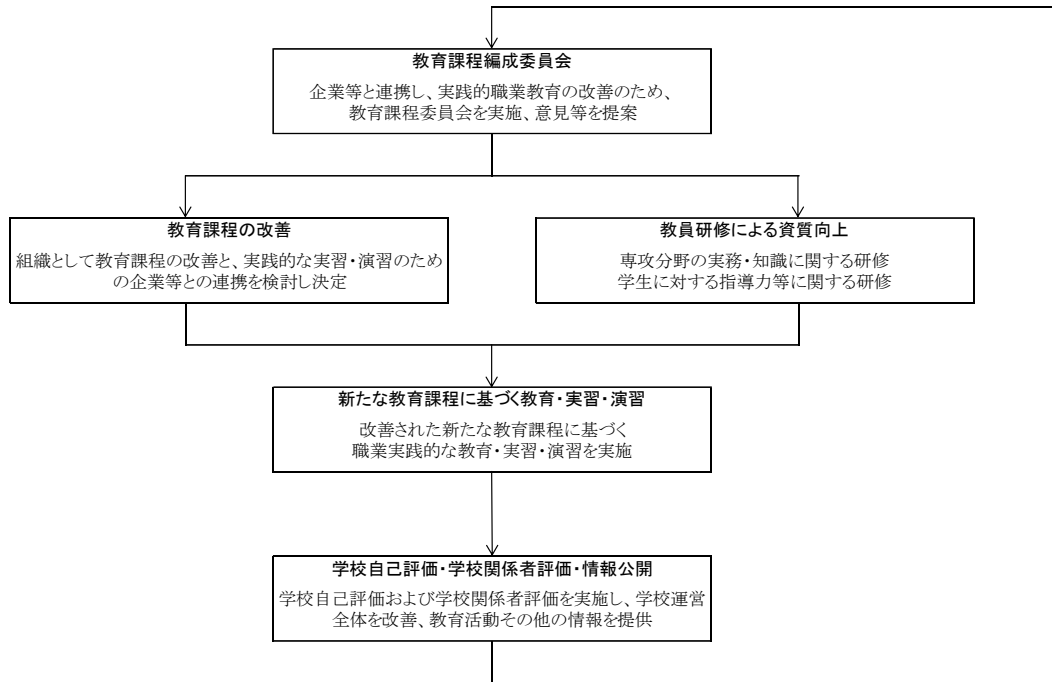 教育課程編成委員会
企業等と連携し、実践的職業教育の改善のため、
教育課程委員会を実施、意見等を提案
教育課程の改善
組織として教育課程の改善と、実践的な実習・演習のため
の企業等との連携を検討し決定
教員研修による資質向上
専攻分野の実務・知識に関する研修
学生に対する指導力等に関する研修
新たな教育課程に基づく教育・実習・演習
改善された新たな教育課程に基づく
職業実践的な教育・実習・演習を実施
学校自己評価・学校関係者評価・情報公開
学校自己評価および学校関係者評価を実施し、学校運営
全体を改善、教育活動その他の情報を提供